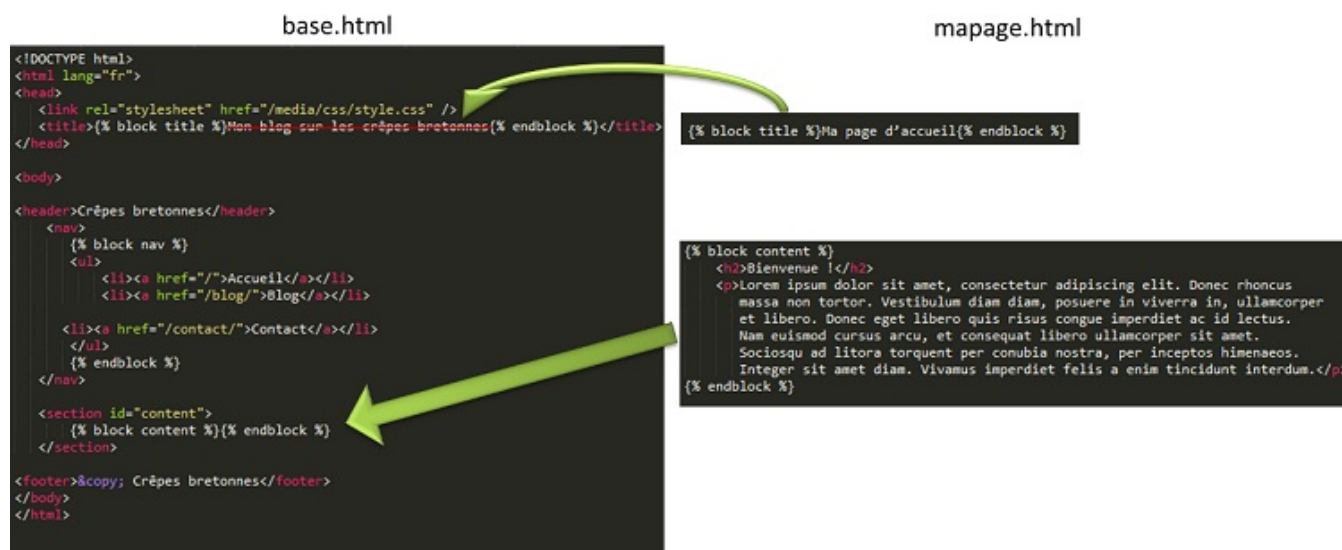 base.html
<!DOCTYPE html>
<html lang="fr">
<head>
<link rel="stylesheet" href="/media/css/style.css" />
<title>{% block title %}Mon blog sur les crêpes bretonnes{% endblock %}</title>
</head>
<body>
<header>Crêpes bretonnes</header>
<nav>
{% block nav %}
<ul>
<li><a href="/">Accueil</a></li>
<li><a href="/blog/">Blog</a></li>
<li><a href="/contact/">Contact</a></li>
</ul>
{% endblock %}
</nav>
<section id="content">
{% block content %}{% endblock %}
</section>
<footer>&copy; Crêpes bretonnes</footer>
</body>
</html>
mapage.html
{% block title %}Ma page d’accueil{% endblock %}
{% block content %}
<h2>Bienvenue !</h2>
<p>Lorem ipsum dolor sit amet, consectetur adipiscing elit. Donec rhoncus
massa non tortor. Vestibulum diam diam, posuere in viverra in, ullamcorper
et libero. Donec eget libero quis risus congue imperdiet ac id lectus.
Nam euismod cursus arcu, et consequat libero ullamcorper sit amet.
Sociosqu ad litora torquent per conubia nostra, per inceptos himenaeos.
Integer sit amet diam. Vivamus imperdiet felis a enim tincidunt interdum.</p>
{% endblock %}